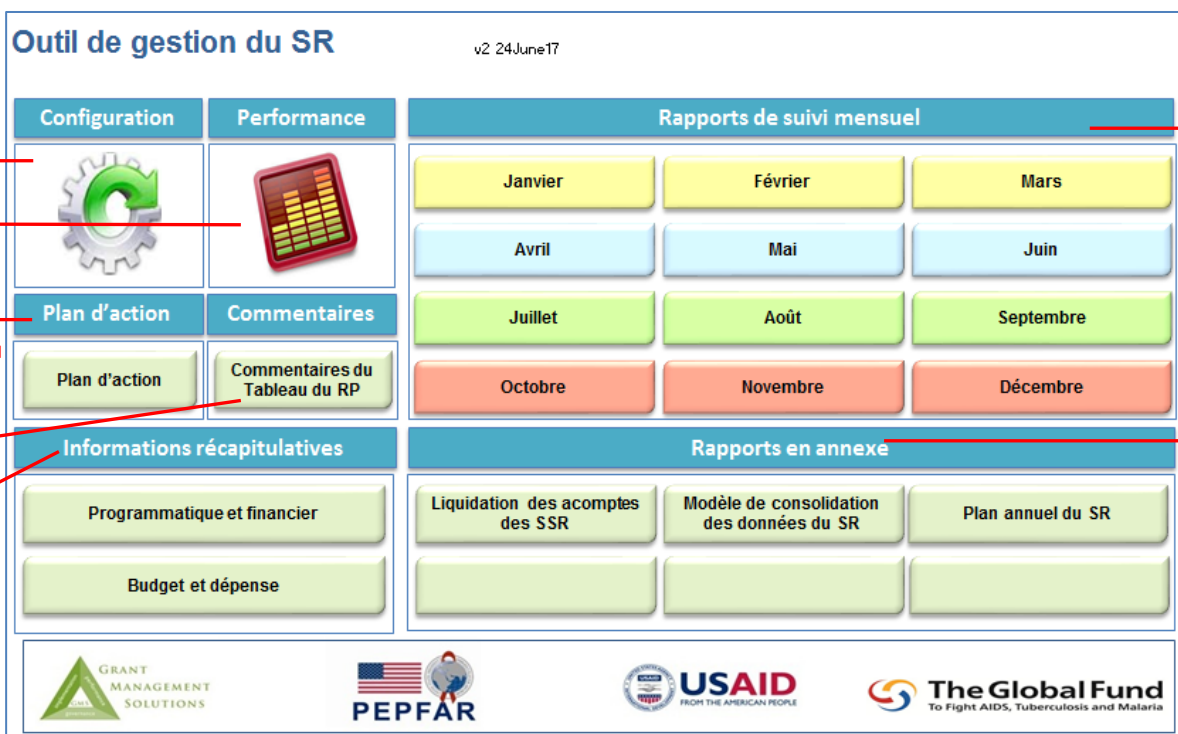 Outil de gestion du SR
v2 24June17
Configuration
Performance
Rapports de suivi mensuel
Janvier
Février
Mars
Avril
Mai
Juin
Plan d'action
Commentaires
Juillet
Août
Septembre
Plan d'action
Commentaires du
Tableau du RP
Octobre
Novembre
Décembre
Informations récapitulatives
Rapports en annexe
Programmatique et financier
Liquidation des acomptes
des SSR
Modèle de consolidation
des données du SR
Plan annuel du SR
Budget et dépense
GRANT
MANAGEMENT
SOLUTIONS
GMS
PEPFAR
USAID
FROM THE AMERICAN PEOPLE
The Global Fund
To Fight AIDS, Tuberculosis and Malaria